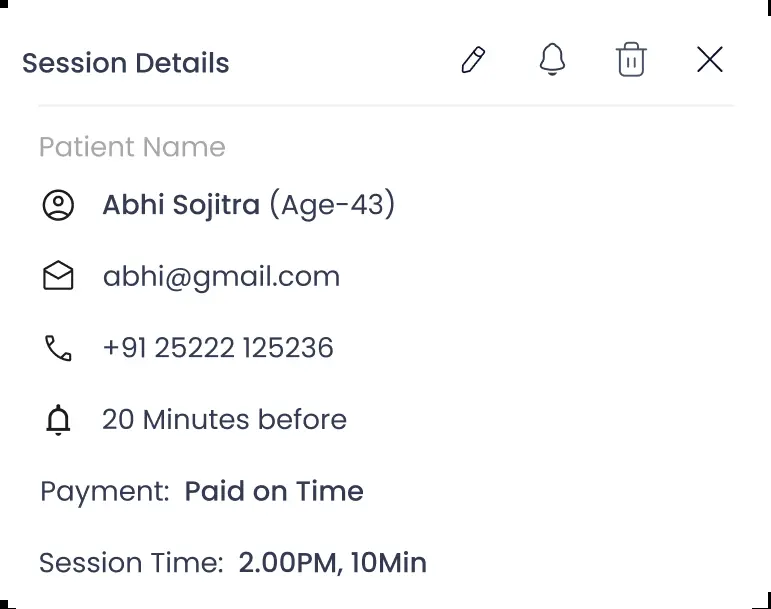 Session Details
Patient Name
Abhi Sojitra (Age-43)
abhi@gmail.com
+91 25222 125236
20 Minutes before
Payment: Paid on Time
Session Time: 2.00PM, 10Min